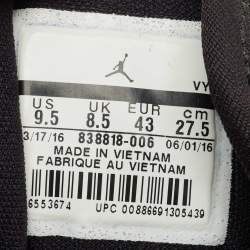 VY
US UK EUR cm
9.5 8.5 43 27.5
3/17/16 838818-006 06/01/16
MADE IN VIETNAM
FABRIQUE AU VIETNAM
6553674
UPC 00886691305439